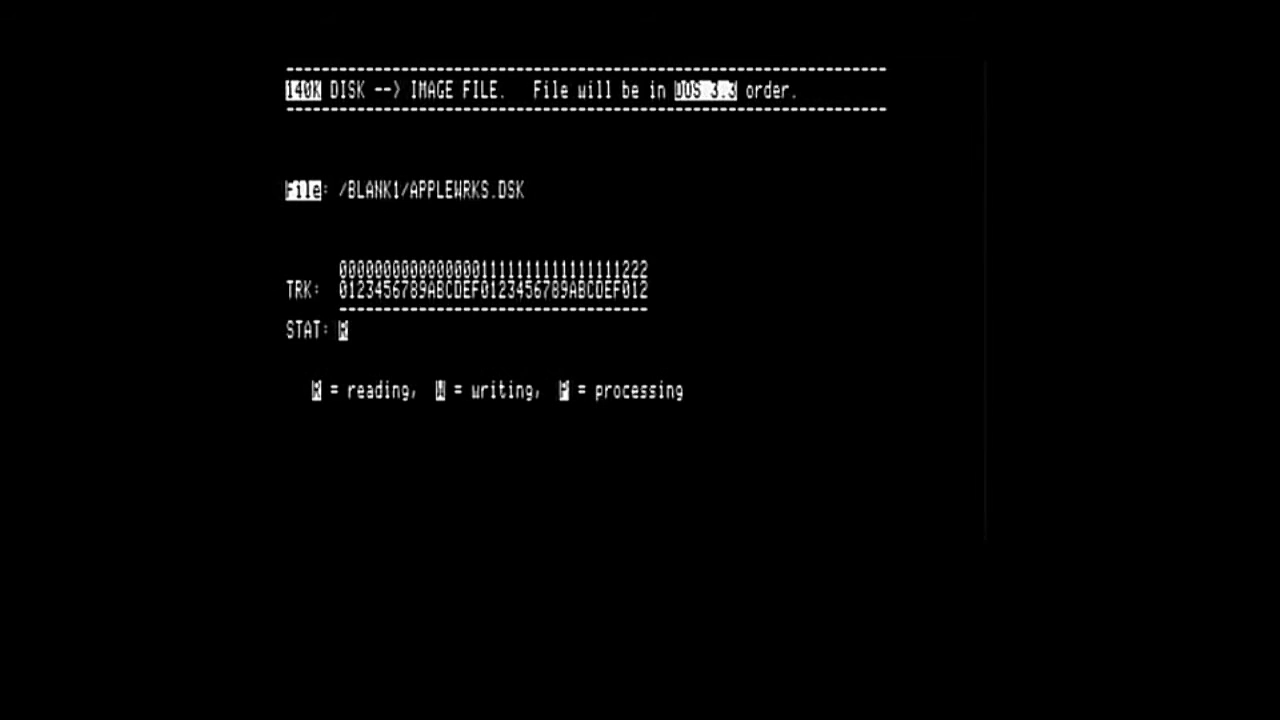 ---------------------------------------------------------------------
140K DISK --> IMAGE FILE.   File will be in DOS 3.3 order.
---------------------------------------------------------------------
File: /BLANK1/APPLEWRKS.DSK
00000000000000001111111111111111222
TRK:  0123456789ABCDEF0123456789ABCDEF012
-----------------------------------
STAT: R
R = reading,  W = writing,  P = processing